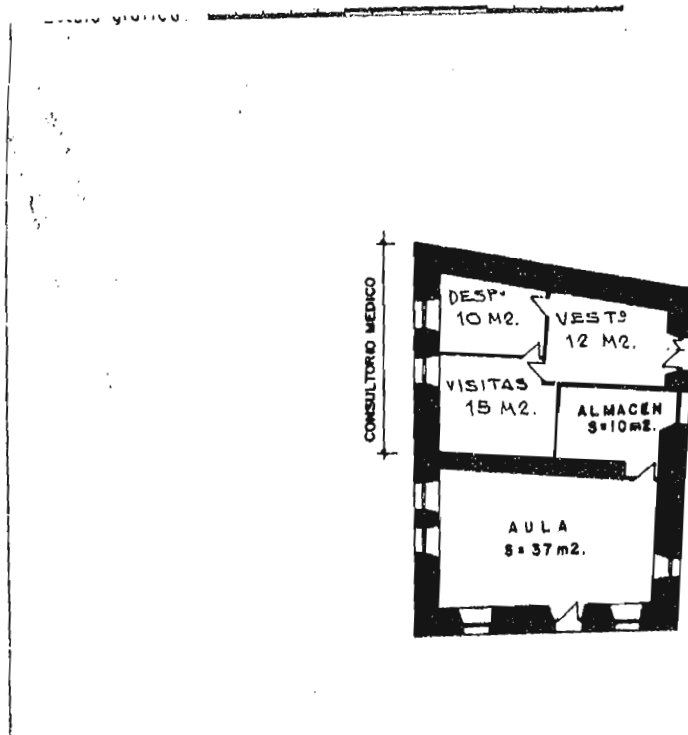 CONSULTORIO MEDICO
DESPº
10 M2.
VESTº
12 M2.
VISITAS
15 M2.
ALMACEN
S=10m2.
AULA
S=37m2.